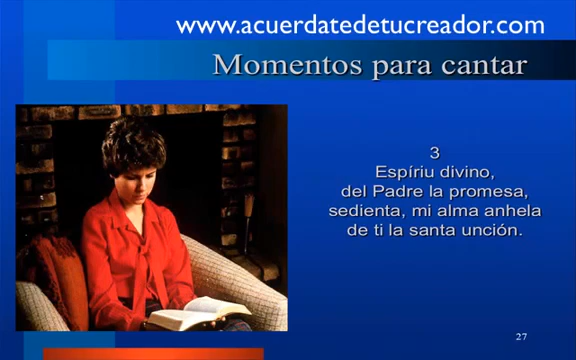 www.acuerdatedetucreador.com
Momentos para cantar
3
Espíriu divino,
del Padre la promesa,
sedienta, mi alma anhela
de ti la santa unción.
27